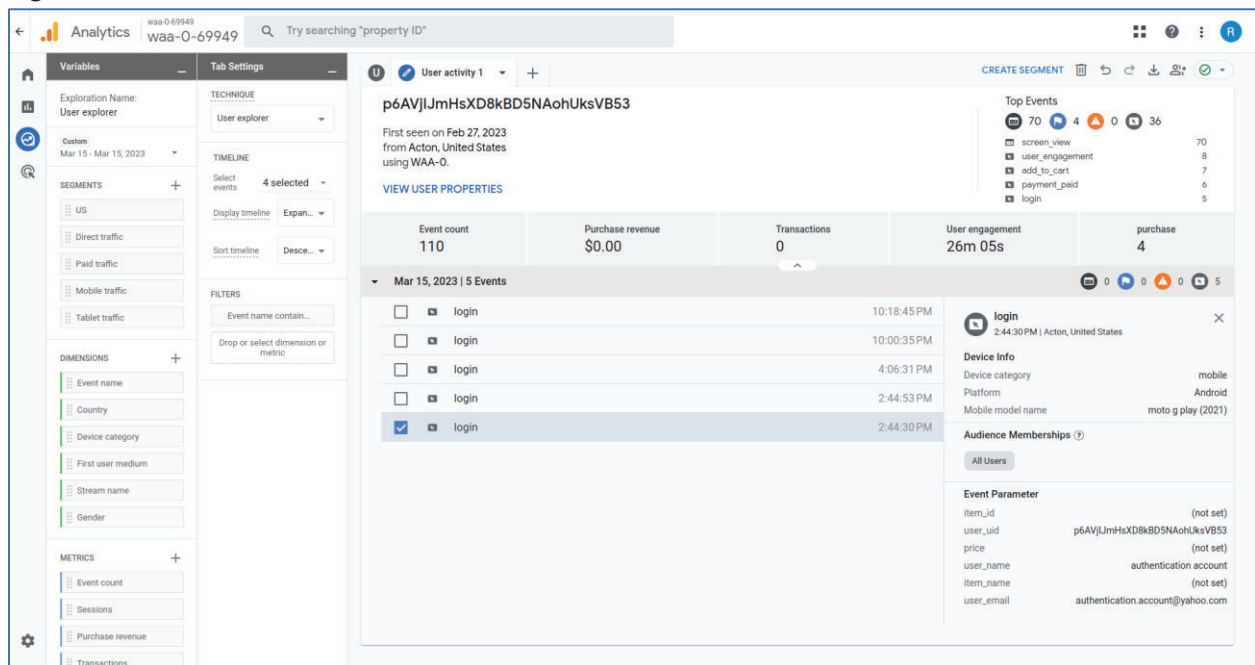 Analytics
waa-0-69949
waa-0-69949
Try searching "property ID"
R
Variables
Exploration Name:
User explorer
Custom
Mar 15 - Mar 15, 2023
SEGMENTS
US
Direct traffic
Paid traffic
Mobile traffic
Tablet traffic
DIMENSIONS
Event name
Country
Device category
First user medium
Stream name
Gender
METRICS
Event count
Sessions
Purchase revenue
Transactions
Tab Settings
TECHNIQUE
User explorer
TIMELINE
Select events 4 selected
Display timeline Expan...
Sort timeline Desce...
FILTERS
Event name contain...
Drop or select dimension or
metric
U User activity 1
CREATE SEGMENT
p6AVjlJmHsXD8kBD5NAohUksVB53
First seen on Feb 27, 2023
from Acton, United States
using WAA-0.
VIEW USER PROPERTIES
Top Events
70 4 0 36
screen_view 70
user_engagement 8
add_to_cart 7
payment_paid 6
login 5
Event count Purchase revenue Transactions User engagement purchase
110 $0.00 0 26m 05s 4
Mar 15, 2023 | 5 Events 0 0 0 5
login 10:18:45 PM
login 10:00:35 PM
login 4:06:31 PM
login 2:44:53 PM
login 2:44:30 PM
login
2:44:30 PM | Acton, United States
Device Info
Device category mobile
Platform Android
Mobile model name moto g play (2021)
Audience Memberships
All Users
Event Parameter
item_id (not set)
user_uid p6AVjlJmHsXD8kBD5NAohUksVB53
price (not set)
user_name authentication account
item_name (not set)
user_email authentication.account@yahoo.com